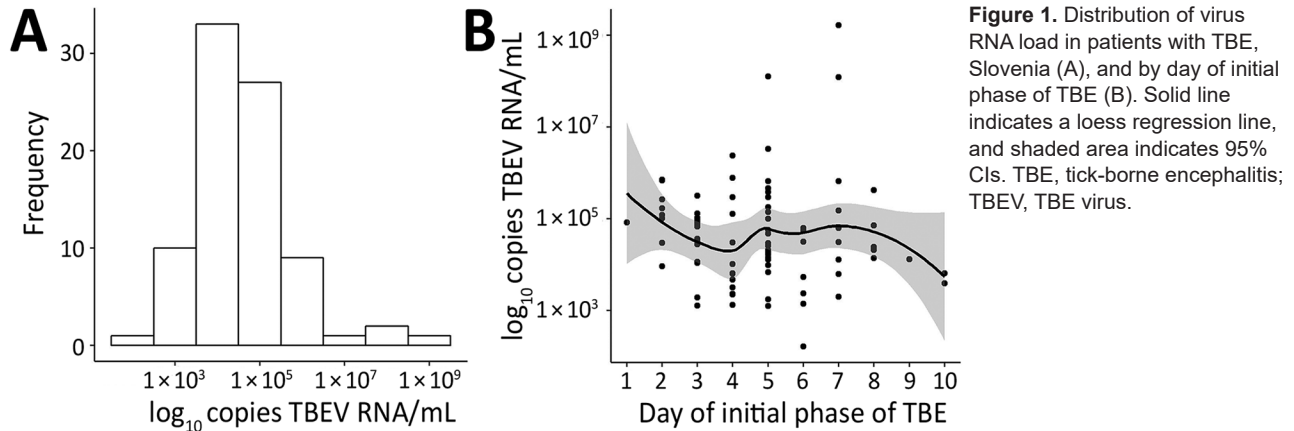 A
Frequency
30
20
10
0
1×10³
1×10⁵
1×10⁷
1×10⁹
log₁₀ copies TBEV RNA/mL
B
log₁₀ copies TBEV RNA/mL
1×10⁹
1×10⁷
1×10⁵
1×10³
1 2 3 4 5 6 7 8 9 10
Day of initial phase of TBE
Figure 1. Distribution of virus
RNA load in patients with TBE,
Slovenia (A), and by day of initial
phase of TBE (B). Solid line
indicates a loess regression line,
and shaded area indicates 95%
CIs. TBE, tick-borne encephalitis;
TBEV, TBE virus.